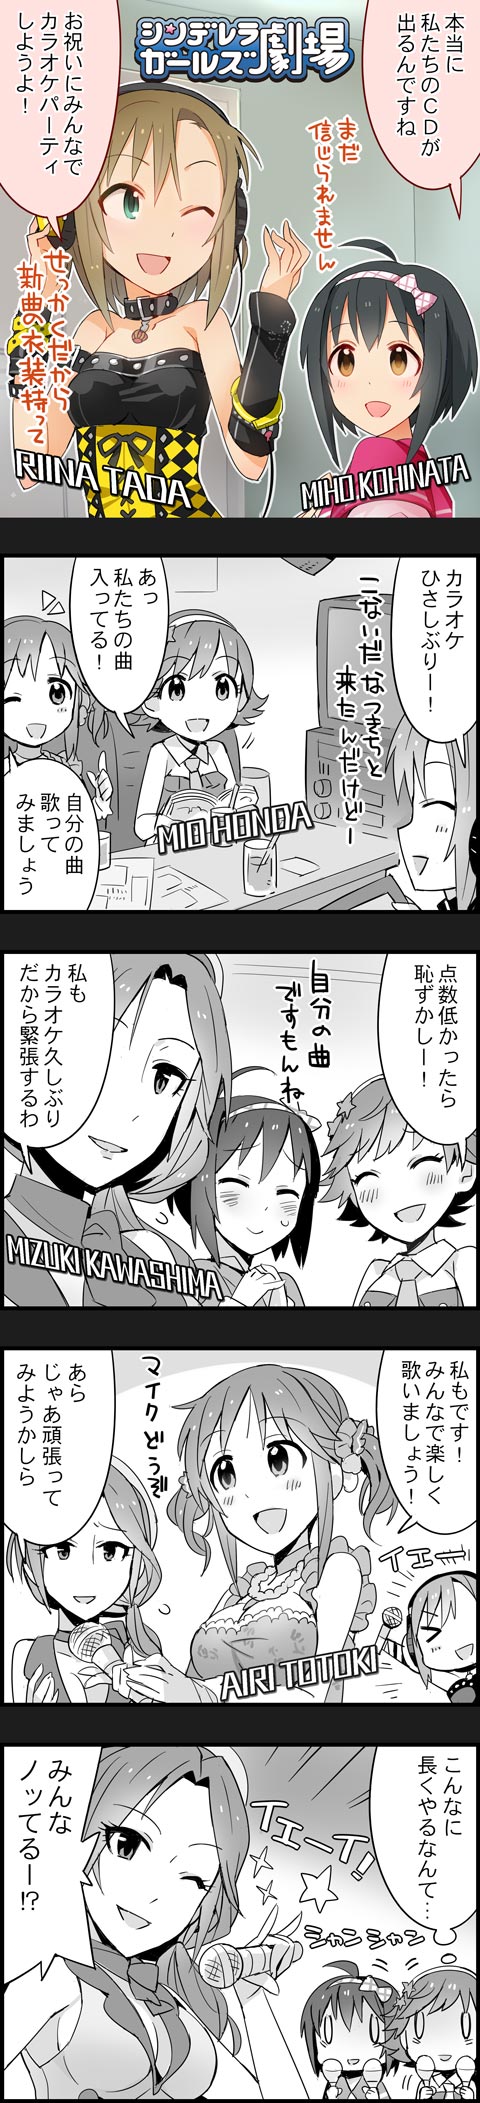 シンデレラ
ガールズ劇場
本当に
私たちのCDが
出るんですね
まだ
信じられません
お祝いにみんなで
カラオケパーティ
しようよ！
せっかくだから
新曲の衣装持って
RIINA TADA
MIHO KOHINATA
カラオケ
ひさしぶりー！
こないだなつきちと
来たんだけどー
あっ
私たちの曲
入ってる！
自分の曲
歌って
みましょう
MIO HONDA
点数低かったら
恥ずかしー！
自分の曲
ですもんね
私も
カラオケ久しぶり
だから緊張するわ
MIZUKI KAWASHIMA
私もです！
みんなで楽しく
歌いましょう！
イエー
マイクどうぞ
あら
じゃあ頑張って
みようかしら
AIRI TOTOKI
こんなに
長くやるなんて…
イエーイ！
シャンシャン
みんな
ノッてるー！？